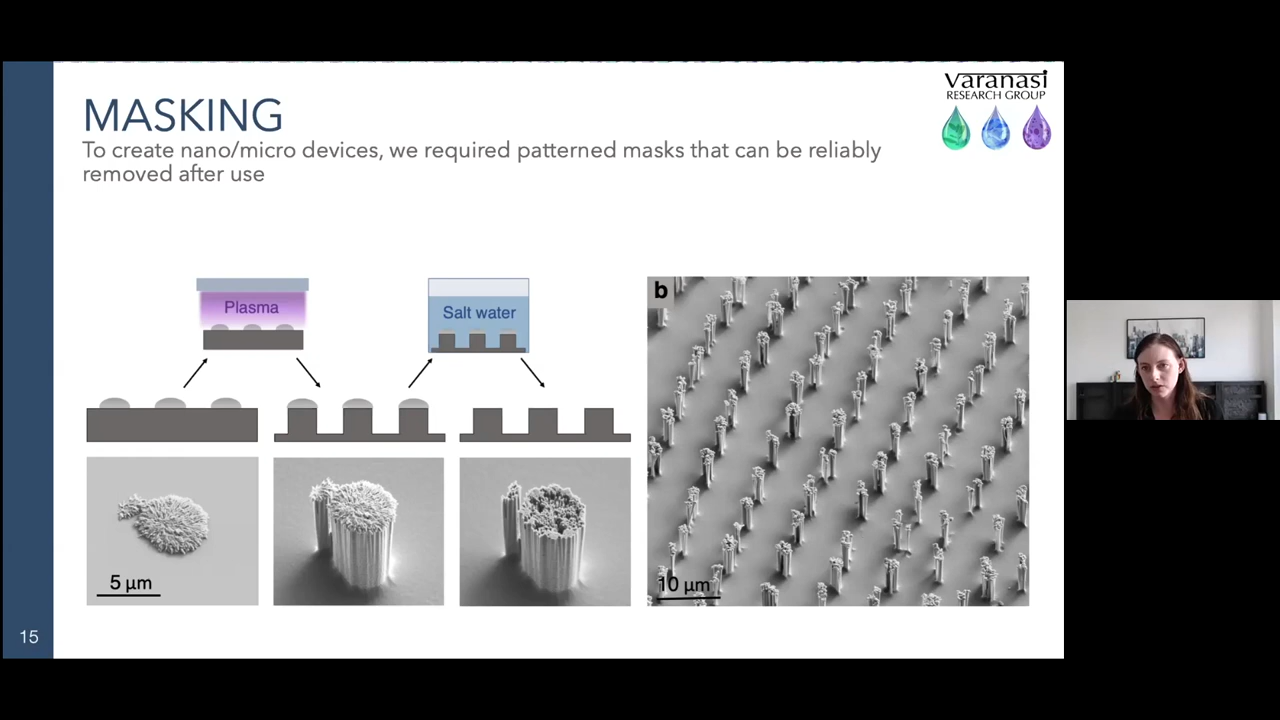 varanasi
RESEARCH GROUP
MASKING
To create nano/micro devices, we required patterned masks that can be reliably
removed after use
Plasma
Salt water
b
5 µm
10 µm
15